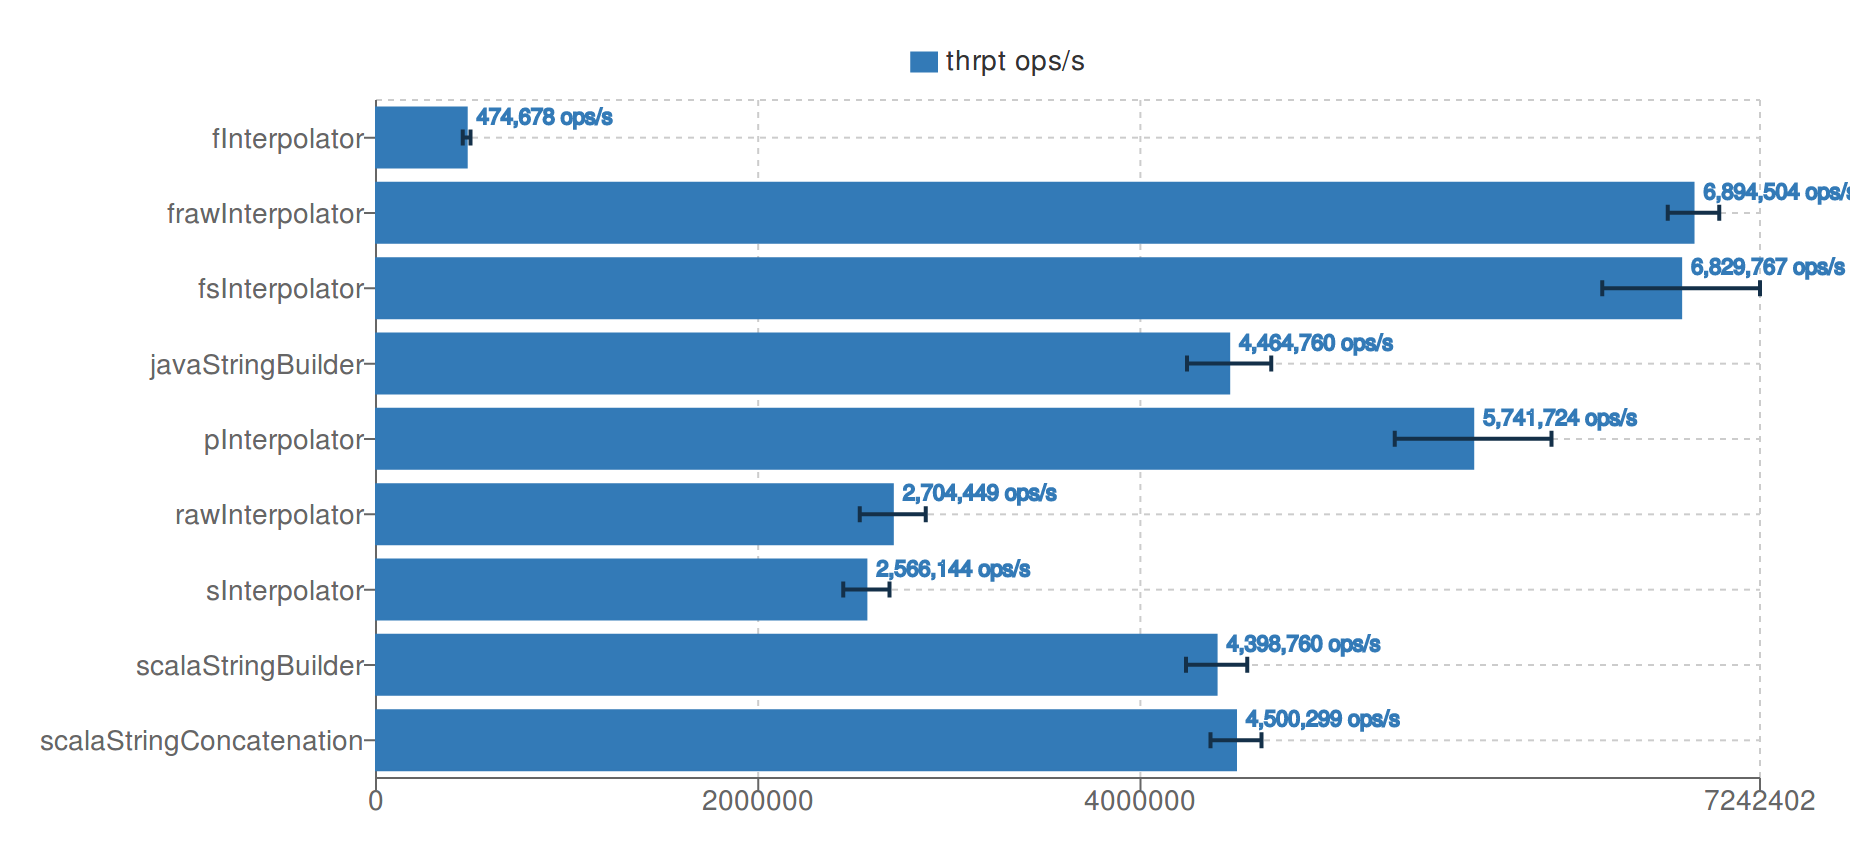 thrpt ops/s
fInterpolator
474,678 ops/s
frawInterpolator
6,894,504 ops/s
fsInterpolator
6,829,767 ops/s
javaStringBuilder
4,464,760 ops/s
pInterpolator
5,741,724 ops/s
rawInterpolator
2,704,449 ops/s
sInterpolator
2,566,144 ops/s
scalaStringBuilder
4,398,760 ops/s
scalaStringConcatenation
4,500,299 ops/s
0 2000000 4000000 7242402